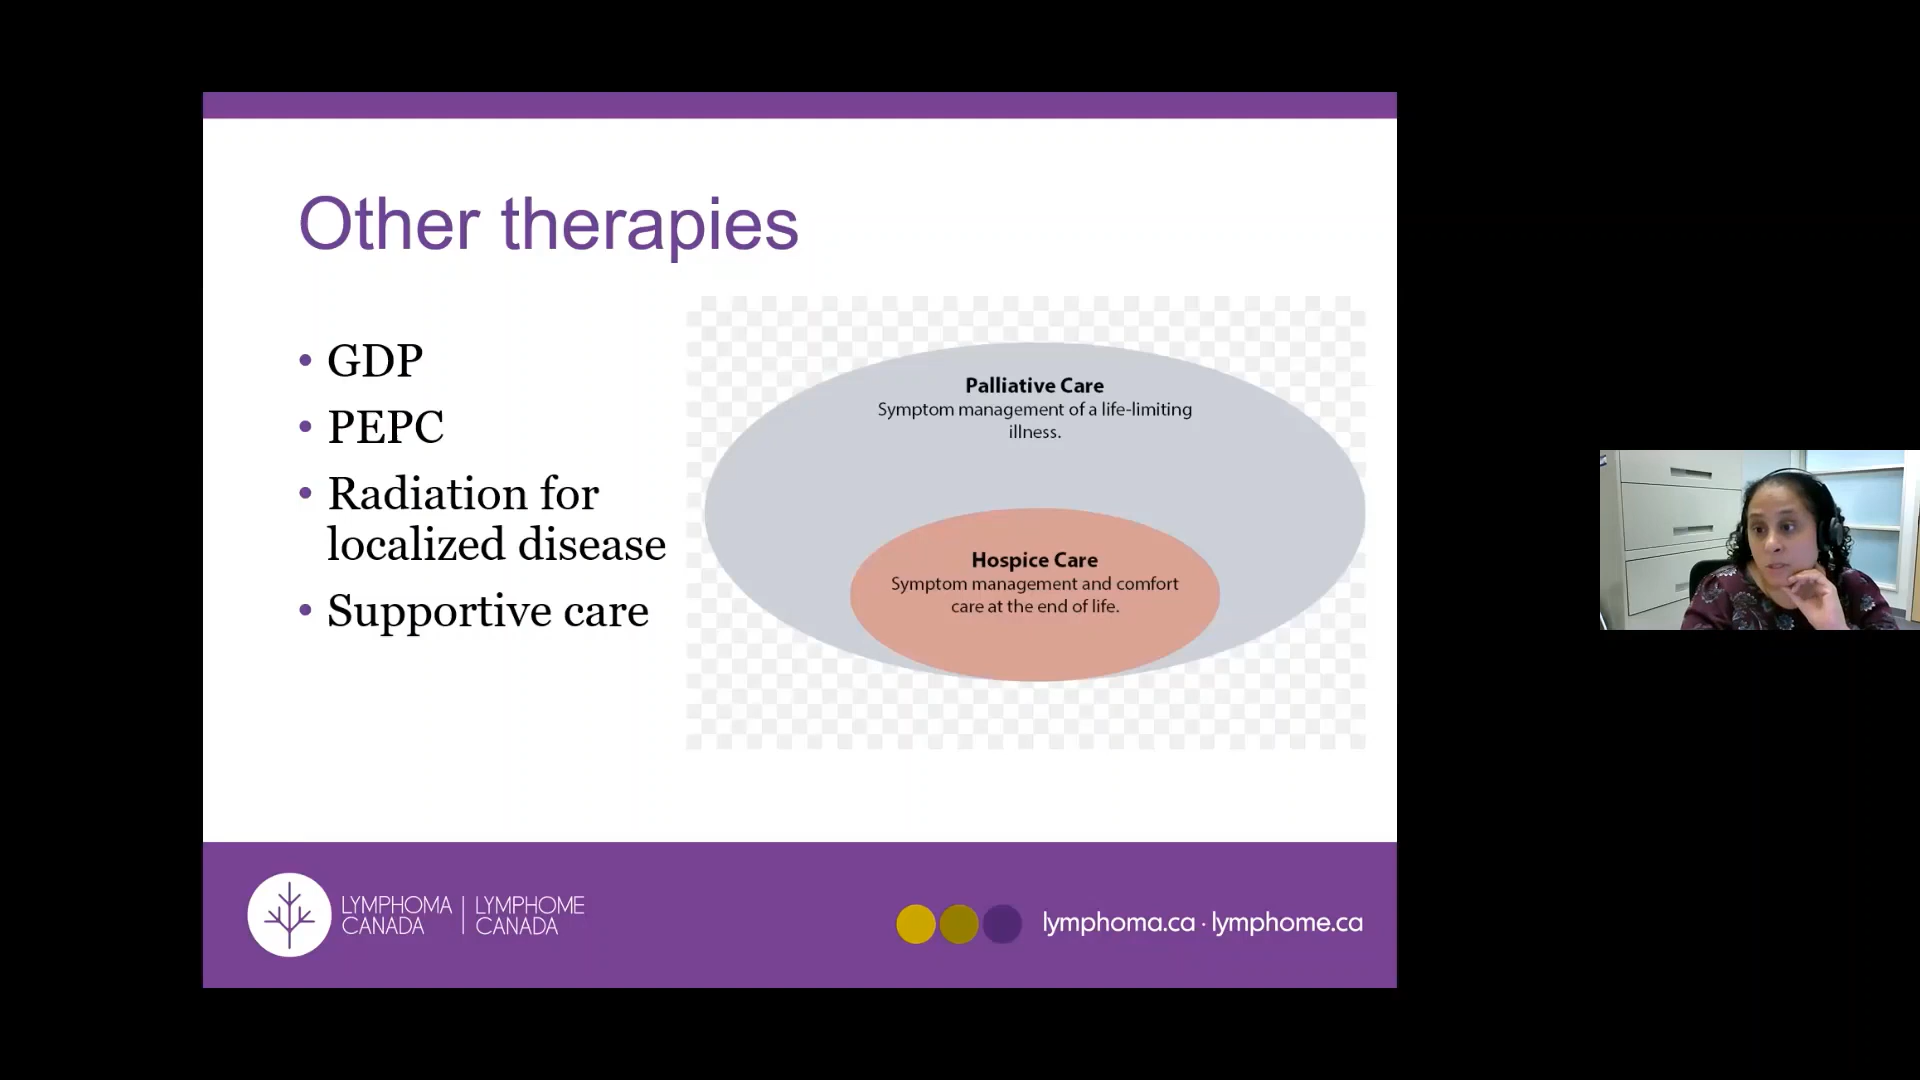 Other therapies
• GDP
• PEPC
• Radiation for
localized disease
• Supportive care
Palliative Care
Symptom management of a life-limiting
illness.
Hospice Care
Symptom management and comfort
care at the end of life.
LYMPHOMA
CANADA
LYMPHOME
CANADA
lymphoma.ca · lymphome.ca